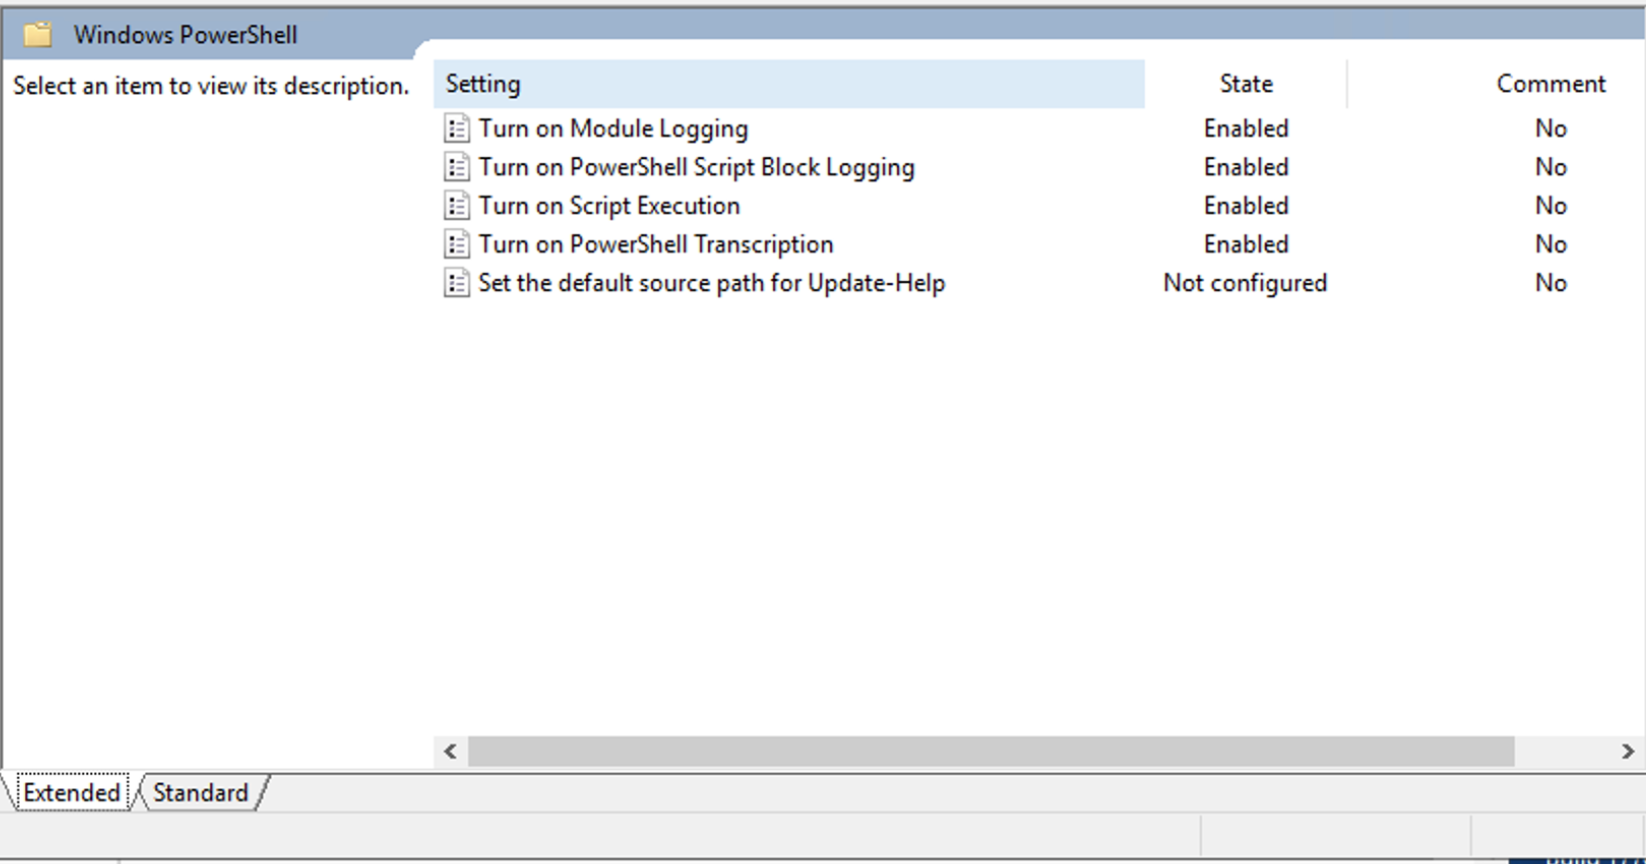 Windows PowerShell
Select an item to view its description.
Setting State Comment
Turn on Module Logging Enabled No
Turn on PowerShell Script Block Logging Enabled No
Turn on Script Execution Enabled No
Turn on PowerShell Transcription Enabled No
Set the default source path for Update-Help Not configured No
Extended Standard